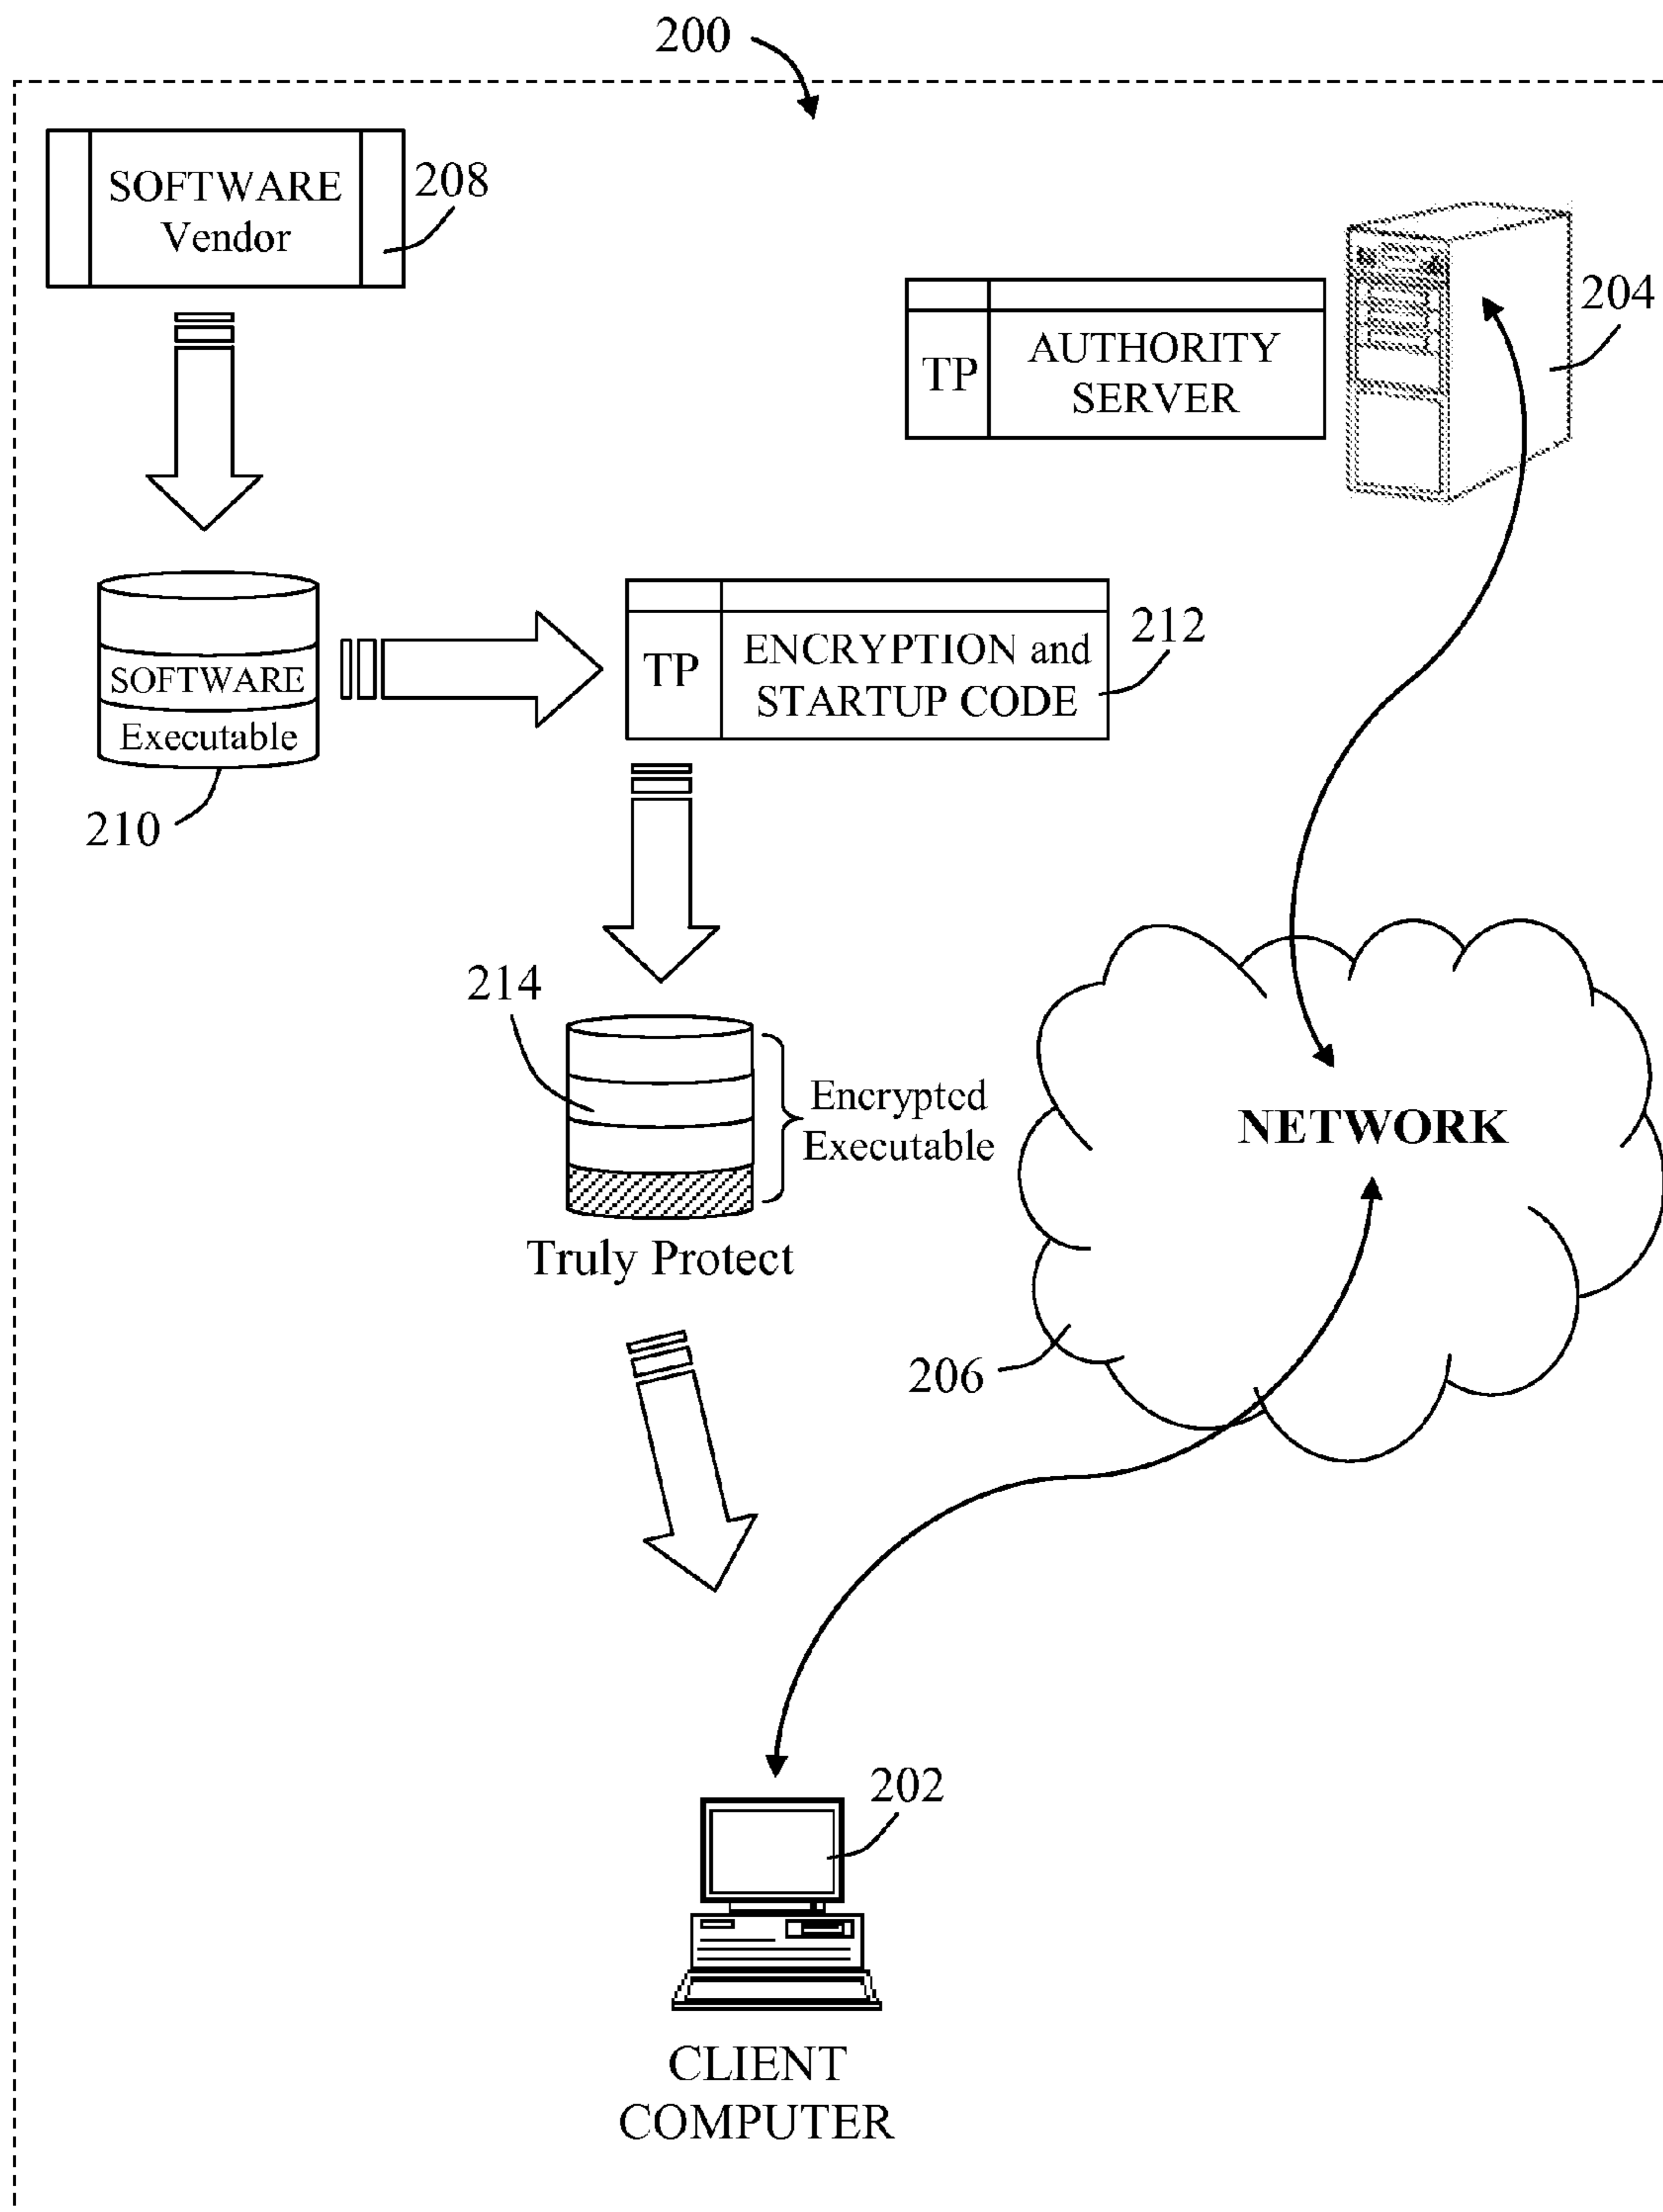 200
SOFTWARE
Vendor
208
204
TP
AUTHORITY
SERVER
SOFTWARE
Executable
210
TP
ENCRYPTION and
STARTUP CODE
212
214
Encrypted
Executable
Truly Protect
NETWORK
206
202
CLIENT
COMPUTER